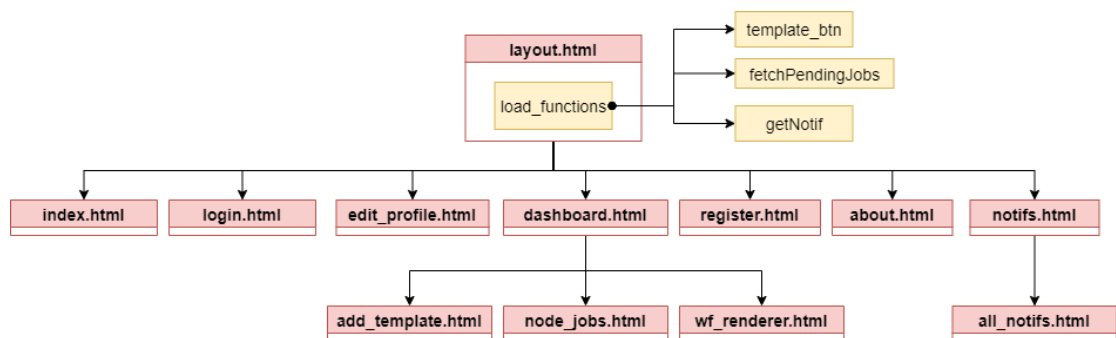 template_btn
layout.html
fetchPendingJobs
load_functions
getNotif
index.html
login.html
edit_profile.html
dashboard.html
register.html
about.html
notifs.html
add_template.html
node_jobs.html
wf_renderer.html
all_notifs.html